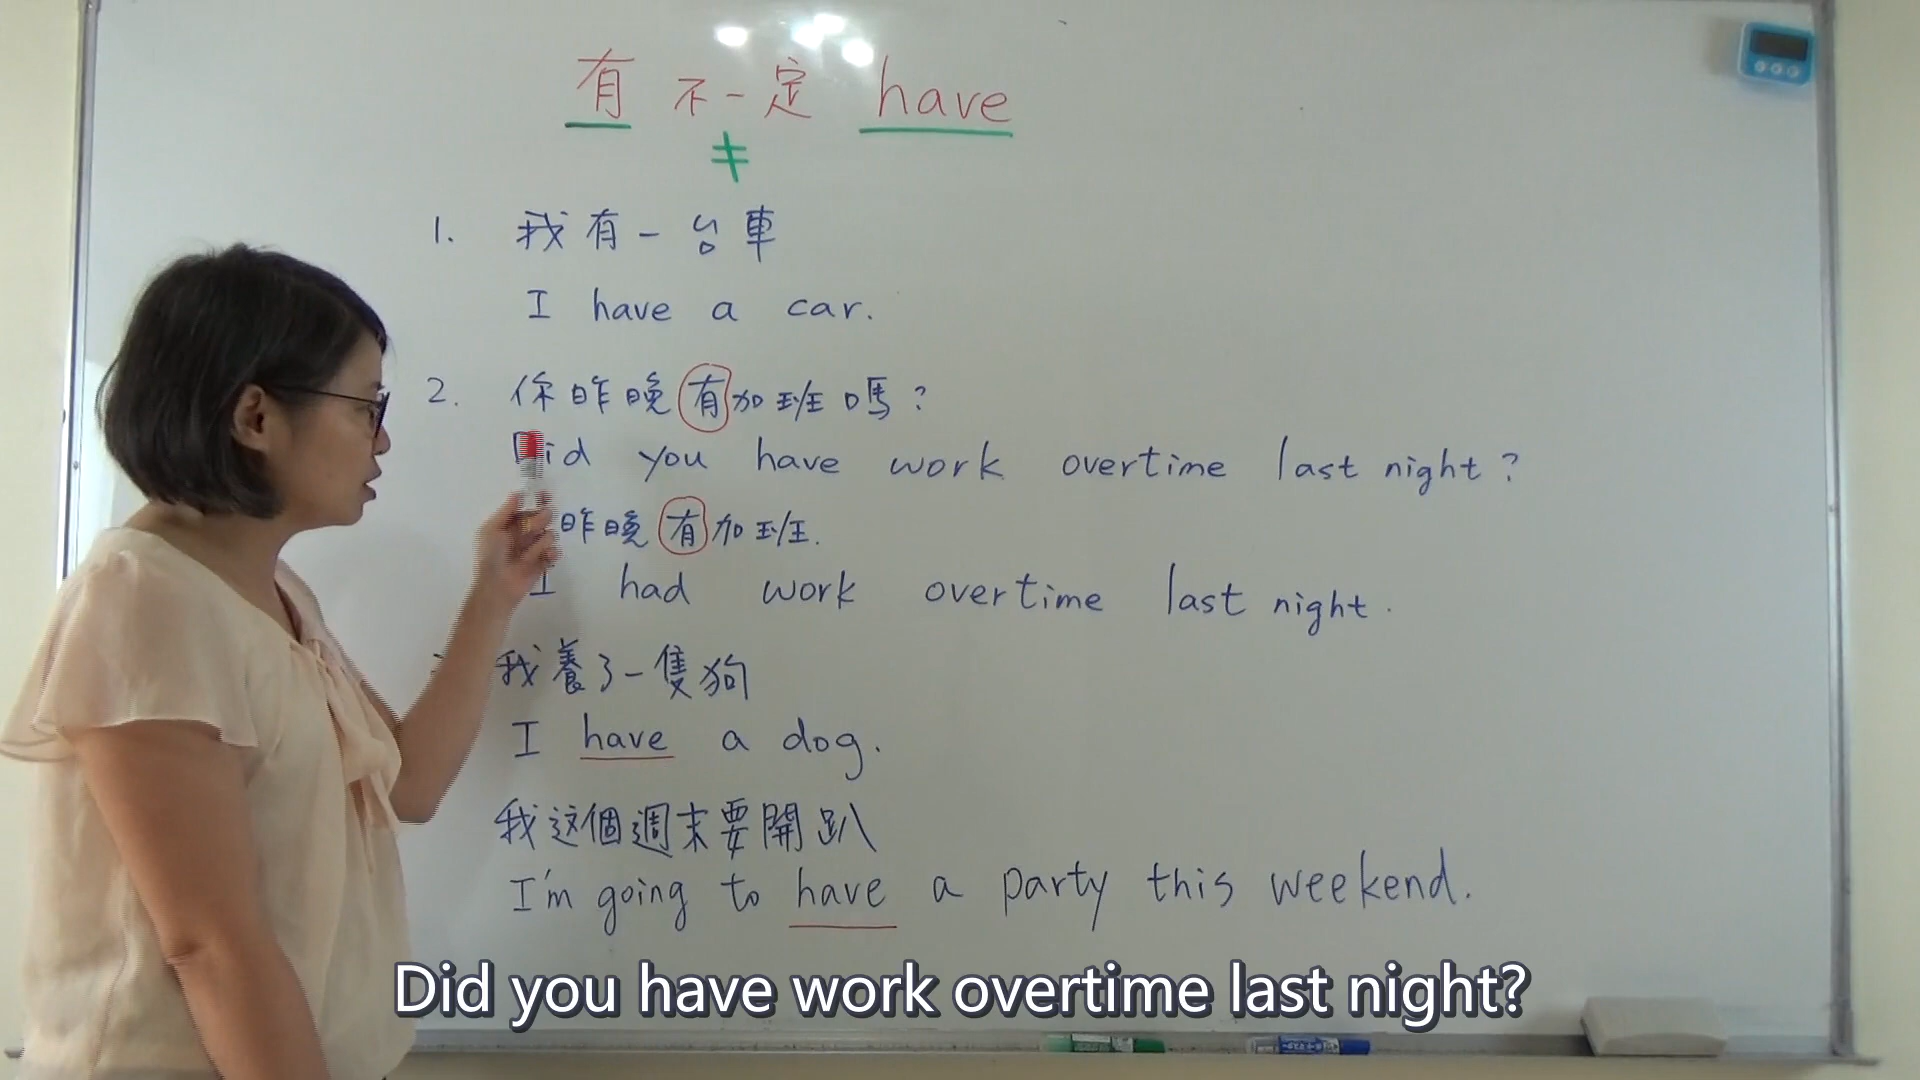 有 不一定 have
≠
1. 我有一台車
I have a car.
2. 你昨晚有加班嗎?
Did you have work overtime last night?
昨晚有加班.
I had work overtime last night.
我養了一隻狗
I have a dog.
我这個週末要開趴
I'm going to have a party this weekend.
Did you have work overtime last night?